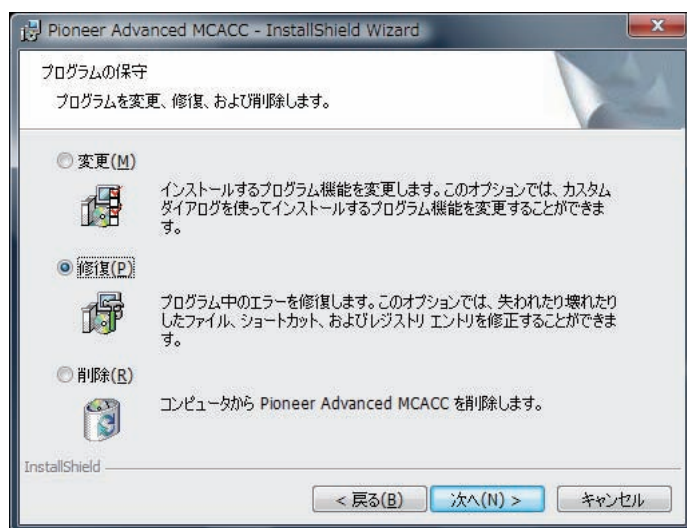 Pioneer Advanced MCACC - InstallShield Wizard
プログラムの保守
プログラムを変更、修復、および削除します。
変更(M)
インストールするプログラム機能を変更します。このオプションでは、カスタム
ダイアログを使ってインストールするプログラム機能を変更することができま
す。
修復(P)
プログラム中のエラーを修復します。このオプションでは、失われたり壊れたり
したファイル、ショートカット、およびレジストリ エントリを修正することができま
す。
削除(R)
コンピュータから Pioneer Advanced MCACC を削除します。
InstallShield
< 戻る(B)
次へ(N) >
キャンセル